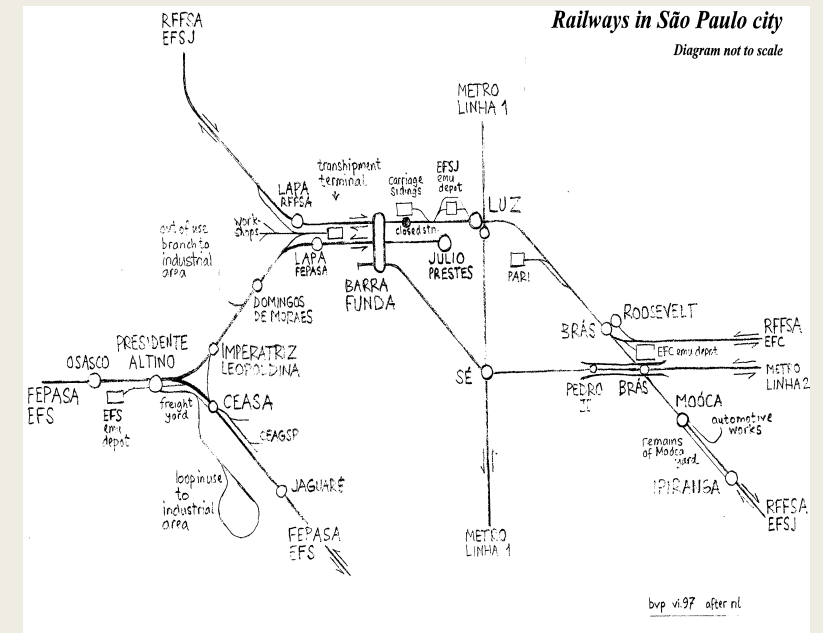 Railways in São Paulo city
Diagram not to scale
RFFSA
EFSJ
METRO
LINHA 1
transhipment
terminal
carriage
sidings
EFSJ
emu
depot
LAPA
RFFSA
LUZ
work-
shops
closed stn.
out of use
branch to
industrial
area
LAPA
FEPASA
JULIO
PRESTES
BARRA
FUNDA
PARI
DOMINGOS
DE MORAES
ROOSEVELT
BRÁS
RFFSA
EFC
PRESIDENTE
ALTINO
IMPERATRIZ
LEOPOLDINA
EFC emu depot
OSASCO
SÉ
METRO
LINHA 2
FEPASA
EFS
PEDRO
II
BRÁS
EFS
emu
depot
freight
yard
CEASA
MOÓCA
automotive
works
CEAGSP
remains
of Moóca
yard
loop in use
to
industrial
area
JAGUARÉ
IPIRANGA
RFFSA
EFSJ
FEPASA
EFS
METRO
LINHA 1
bvp vi.97 after nl